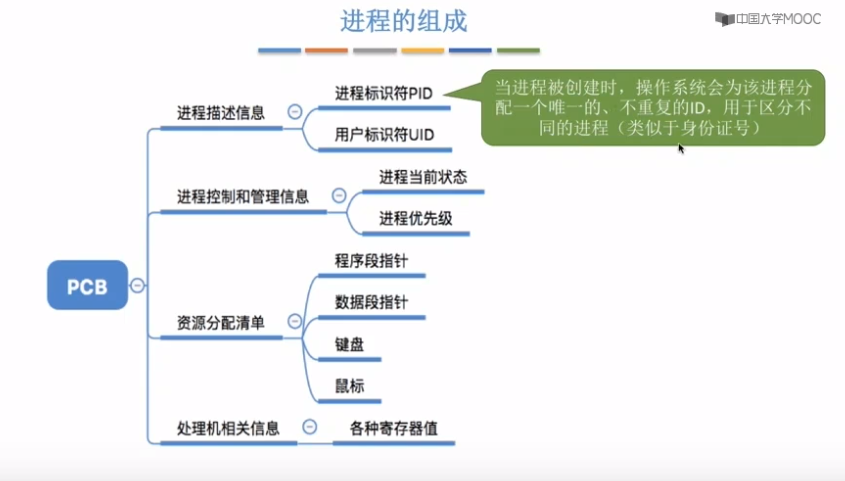 进程的组成
中国大学MOOC
进程描述信息
进程标识符PID
用户标识符UID
当进程被创建时，操作系统会为该进程分
配一个唯一的、不重复的ID，用于区分不
同的进程（类似于身份证号）
进程控制和管理信息
进程当前状态
进程优先级
PCB
资源分配清单
程序段指针
数据段指针
键盘
鼠标
处理机相关信息
各种寄存器值